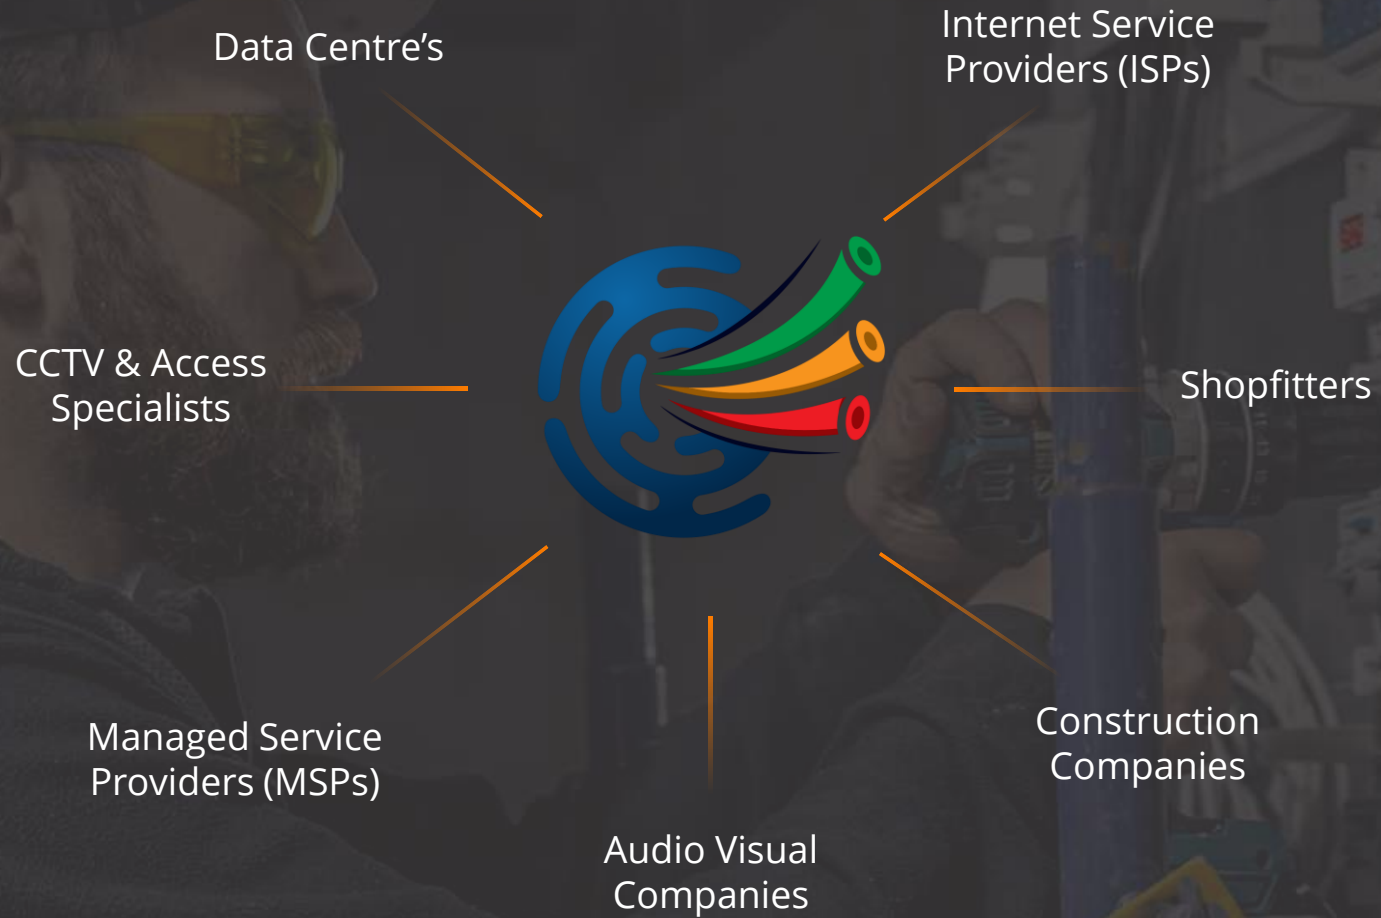 Data Centre’s
Internet Service
Providers (ISPs)
CCTV & Access
Specialists
Shopfitters
Managed Service
Providers (MSPs)
Construction
Companies
Audio Visual
Companies